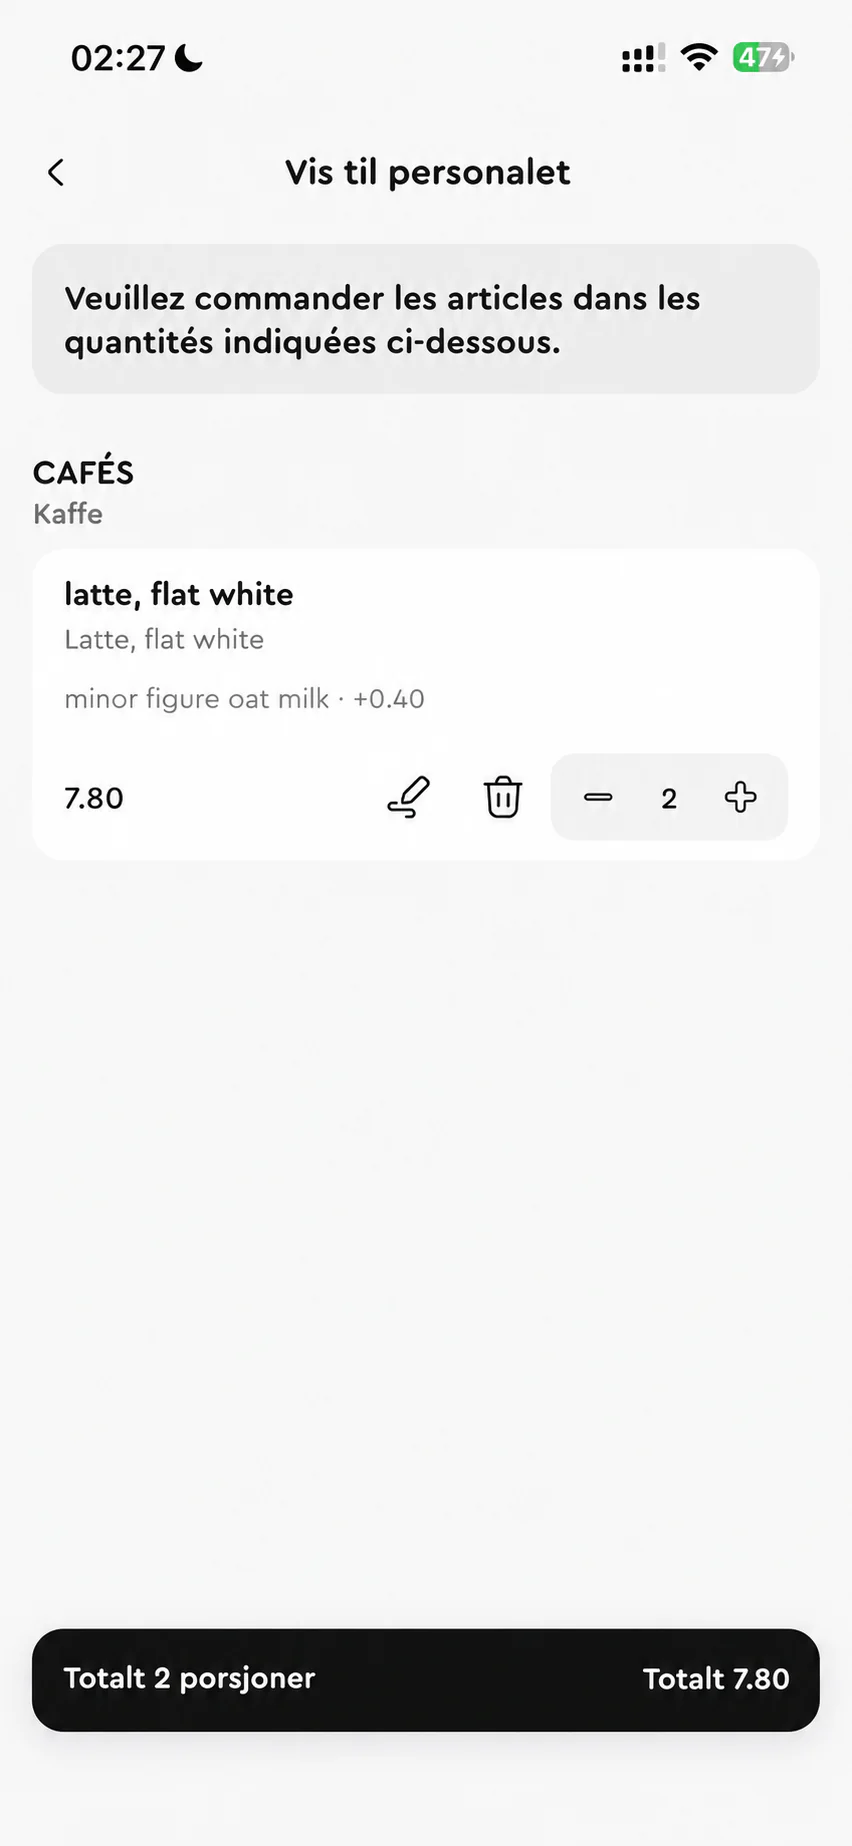 02:27
47
Vis til personalet
Veuillez commander les articles dans les
quantités indiquées ci-dessous.
CAFÉS
Kaffe
latte, flat white
Latte, flat white
minor figure oat milk · +0.40
7.80
2
Totalt 2 porsjoner
Totalt 7.80